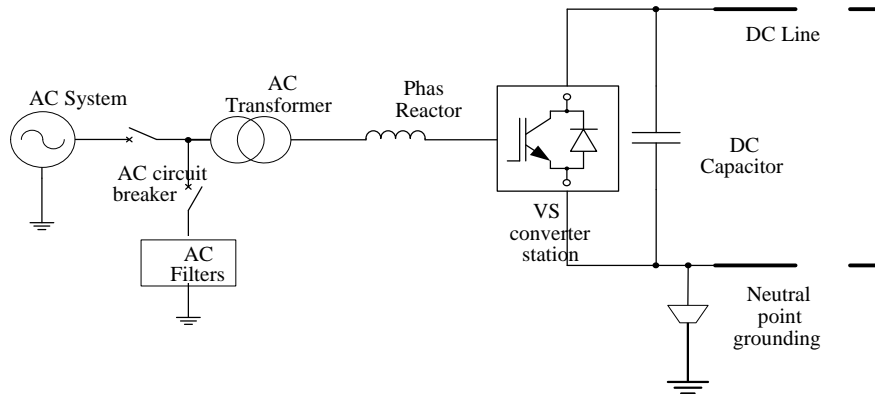 AC System
AC
Transformer
Phas
Reactor
DC Line
AC circuit
breaker
DC
Capacitor
VS
converter
station
AC
Filters
Neutral
point
grounding